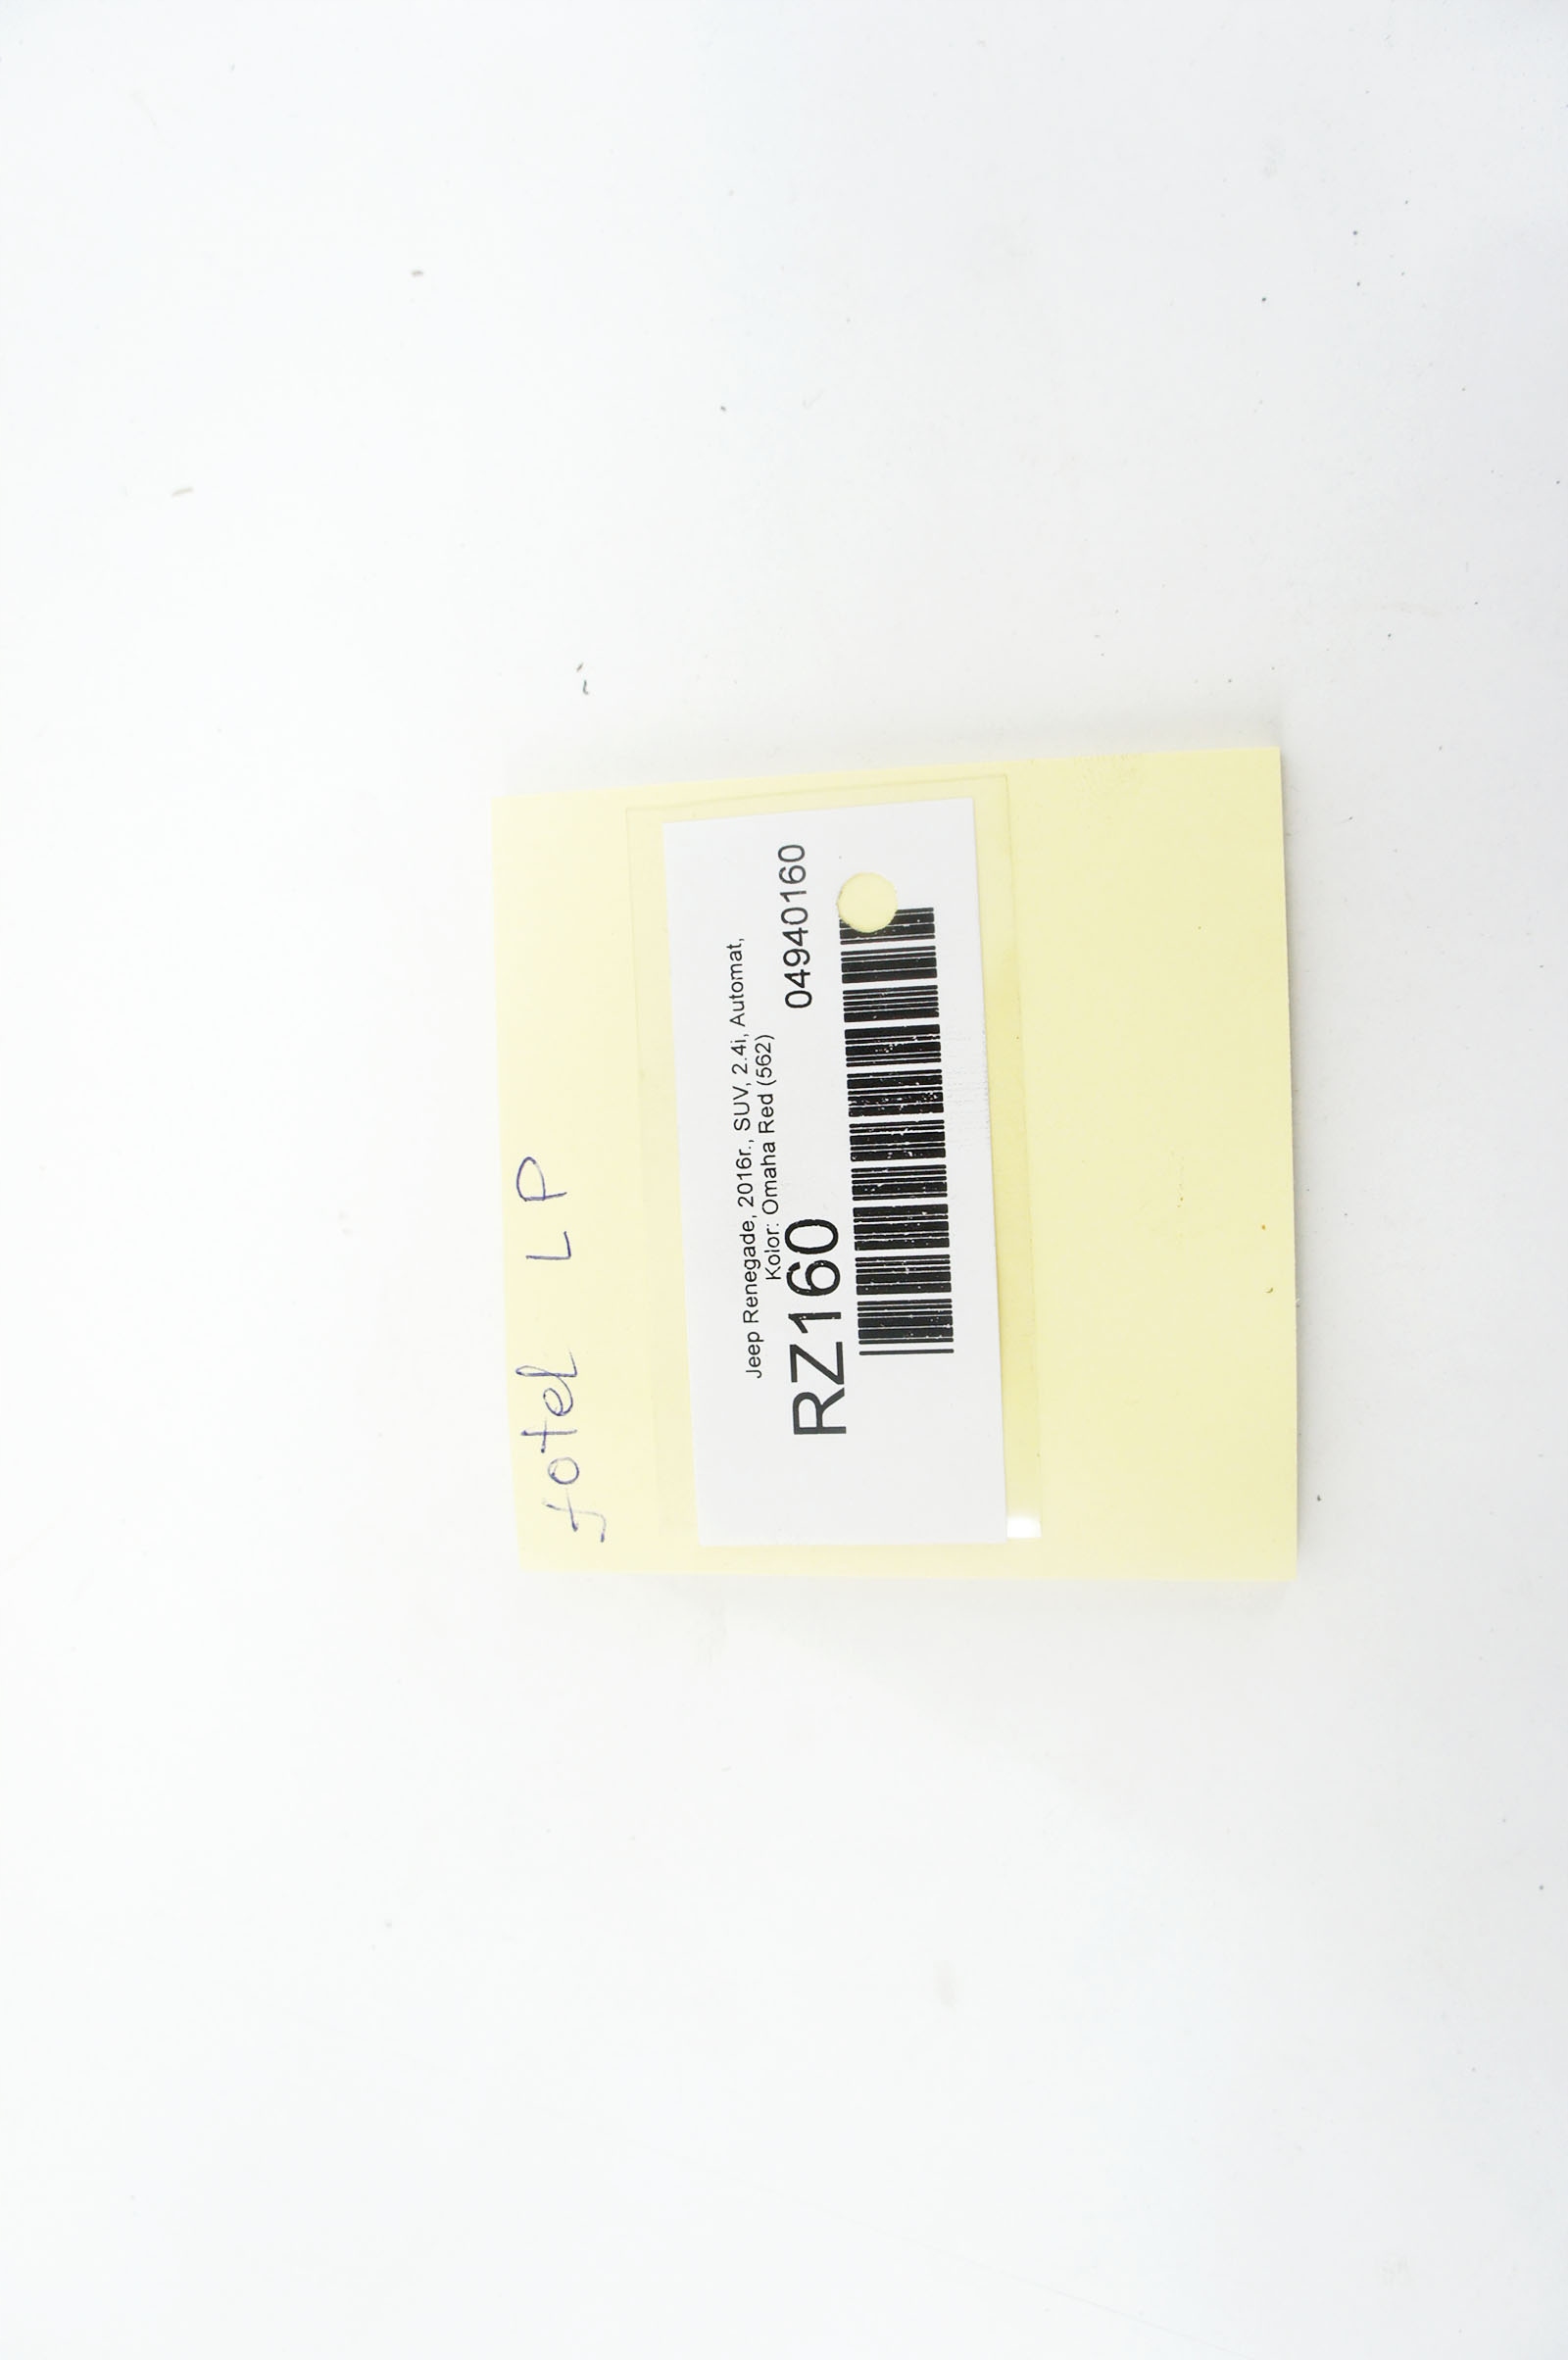 fotel LP
Jeep Renegade, 2016r., SUV, 2.4i, Automat,
Kolor: Omaha Red (562)
RZ160 04940160